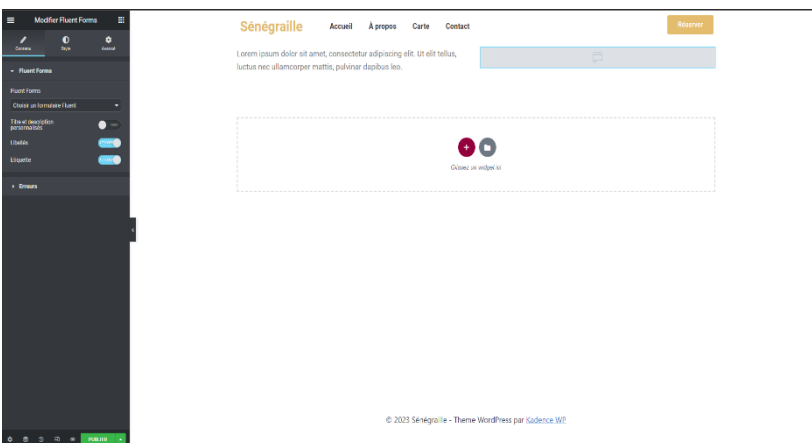 Modifier Fluent Forms
Contenu Style Avancé
Fluent Forms
Fluent Forms
Choisir un formulaire Fluent
Titre et description
personnalisés
Libellés
Etiquette
Erreurs
PUBLIER
Sénégraille Accueil À propos Carte Contact Réserver
Lorem ipsum dolor sit amet, consectetur adipiscing elit. Ut elit tellus,
luctus nec ullamcorper mattis, pulvinar dapibus leo.
Glissez un widget ici
© 2023 Sénégraille - Theme WordPress par Kadence WP